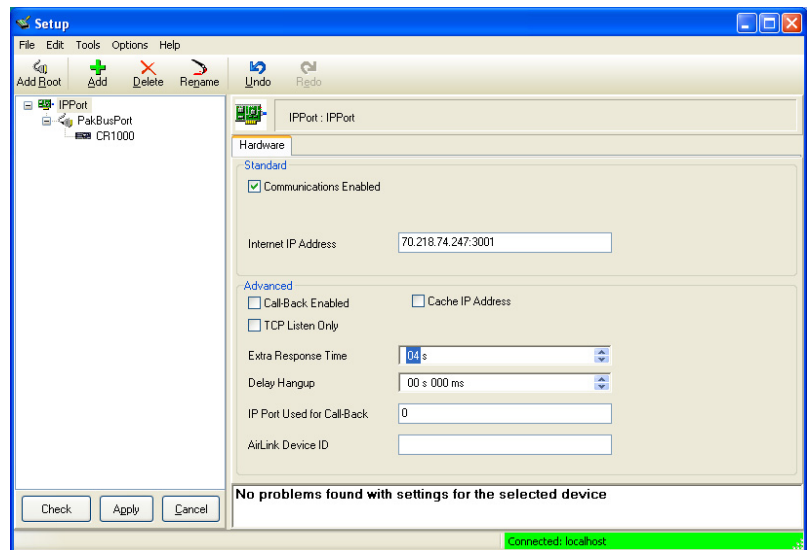 Setup
File Edit Tools Options Help
Add Root Add Delete Rename Undo Redo
IPPort
PakBusPort
CR1000
IPPort : IPPort
Hardware
Standard
Communications Enabled
Internet IP Address 70.218.74.247:3001
Advanced
Call-Back Enabled Cache IP Address
TCP Listen Only
Extra Response Time 04 s
Delay Hangup 00 s 000 ms
IP Port Used for Call-Back 0
AirLink Device ID
No problems found with settings for the selected device
Check Apply Cancel
Connected: localhost